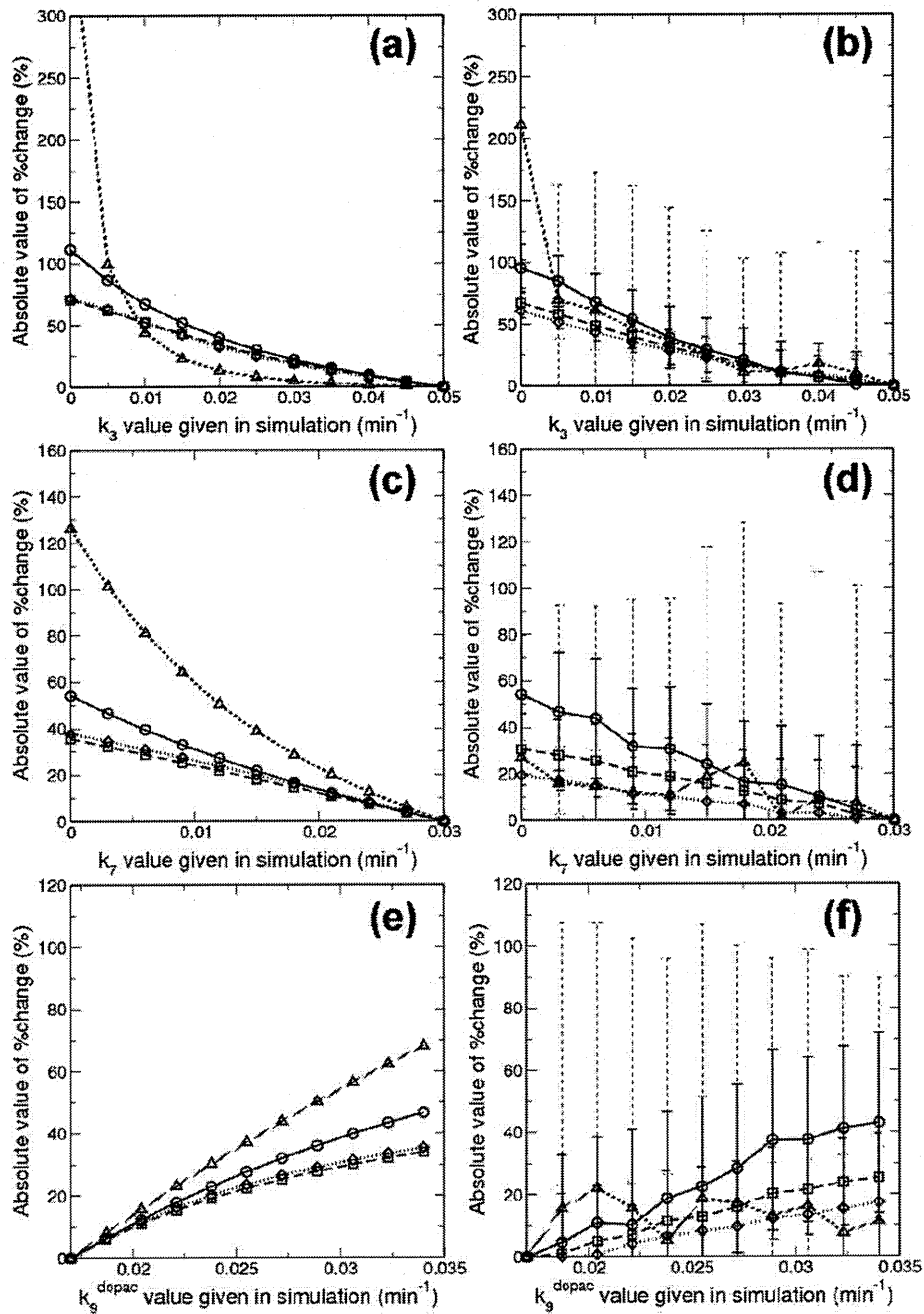 (a)
Absolute value of %change (%)
300
250
200
150
100
50
0
0 0.01 0.02 0.03 0.04 0.05
k3 value given in simulation (min-1)
(b)
Absolute value of %change (%)
300
250
200
150
100
50
0
0 0.01 0.02 0.03 0.04 0.05
k3 value given in simulation (min-1)
(c)
Absolute value of %change (%)
160
140
120
100
80
60
40
20
0
0 0.01 0.02 0.03
k7 value given in simulation (min-1)
(d)
Absolute value of %change (%)
160
140
120
100
80
60
40
20
0
0 0.01 0.02 0.03
k7 value given in simulation (min-1)
(e)
Absolute value of %change (%)
120
100
80
60
40
20
0
0.02 0.025 0.03 0.035
k9dopac value given in simulation (min-1)
(f)
Absolute value of %change (%)
120
100
80
60
40
20
0
0.02 0.025 0.03 0.035
k9dopac value given in simulation (min-1)